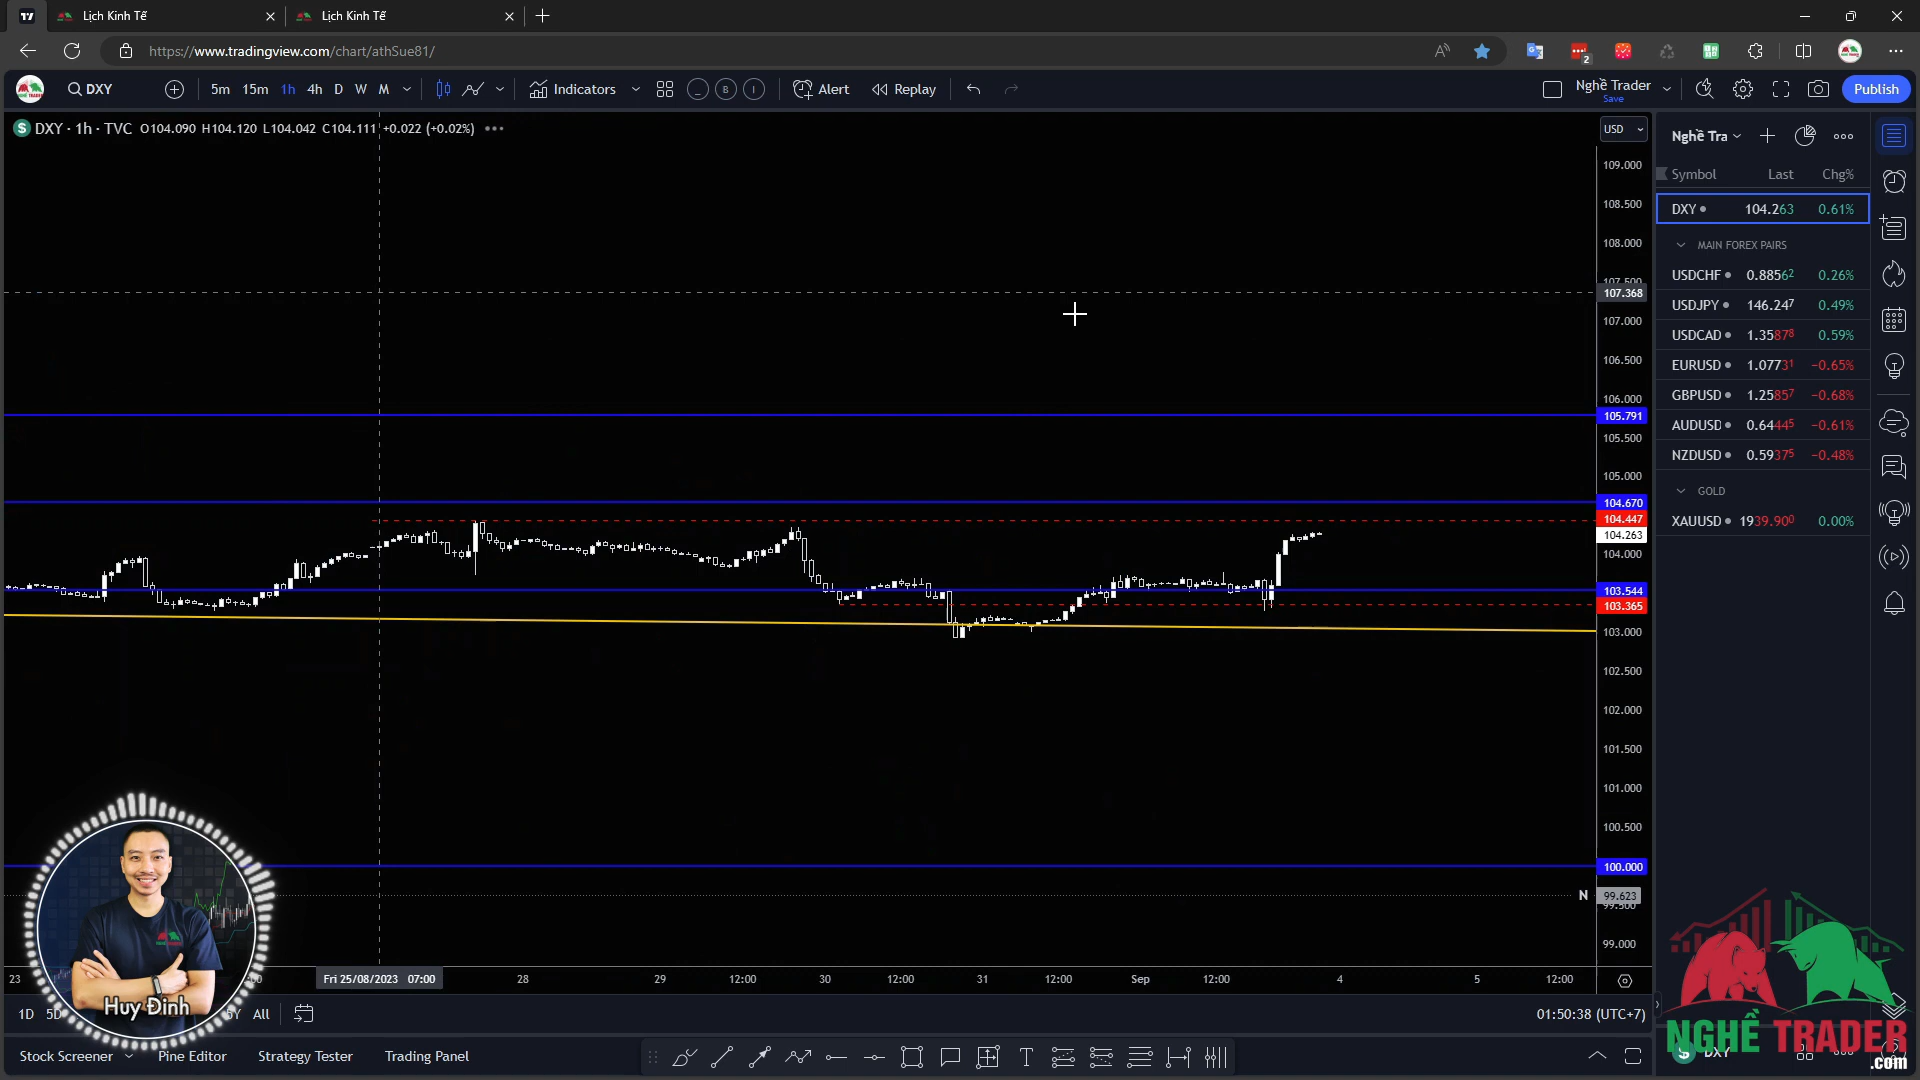 Lịch Kinh Tế
Lịch Kinh Tế
https://www.tradingview.com/chart/athSue81/
2
DXY
5m 15m 1h 4h D W M
Indicators
B I
Alert
Replay
Nghề Trader
Save
Publish
DXY · 1h · TVC O104.090 H104.120 L104.042 C104.111 +0.022 (+0.02%)
USD
109.000
108.500
108.000
107.500
107.368
107.000
106.500
106.000
105.791
105.500
105.000
104.670
104.447
104.263
104.000
103.544
103.365
103.000
102.500
102.000
101.500
101.000
100.500
100.000
N 99.623
99.500
99.000
Nghề Tra
Symbol Last Chg%
DXY 104.263 0.61%
MAIN FOREX PAIRS
USDCHF 0.88562 0.26%
USDJPY 146.247 0.49%
USDCAD 1.35878 0.59%
EURUSD 1.07731 −0.65%
GBPUSD 1.25857 −0.68%
AUDUSD 0.64445 −0.61%
NZDUSD 0.59375 −0.48%
GOLD
XAUUSD 1939.900 0.00%
23 Fri 25/08/2023 07:00 28 29 12:00 30 12:00 31 12:00 Sep 12:00 4 5 12:00
Huy Đinh
1D 5D 5Y All
01:50:38 (UTC+7)
Stock Screener Pine Editor Strategy Tester Trading Panel
T
NGHỀ TRADER
.com
DXY